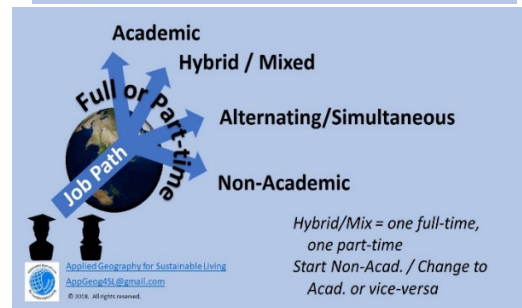 Academic
Hybrid / Mixed
Full or Part-time
Alternating/Simultaneous
Job Path
Non-Academic
Hybrid/Mix = one full-time,
one part-time
Start Non-Acad. / Change to
Acad. or vice-versa
Applied Geography for Sustainable Living
AppGeog4SL@gmail.com
© 2018, All rights reserved.